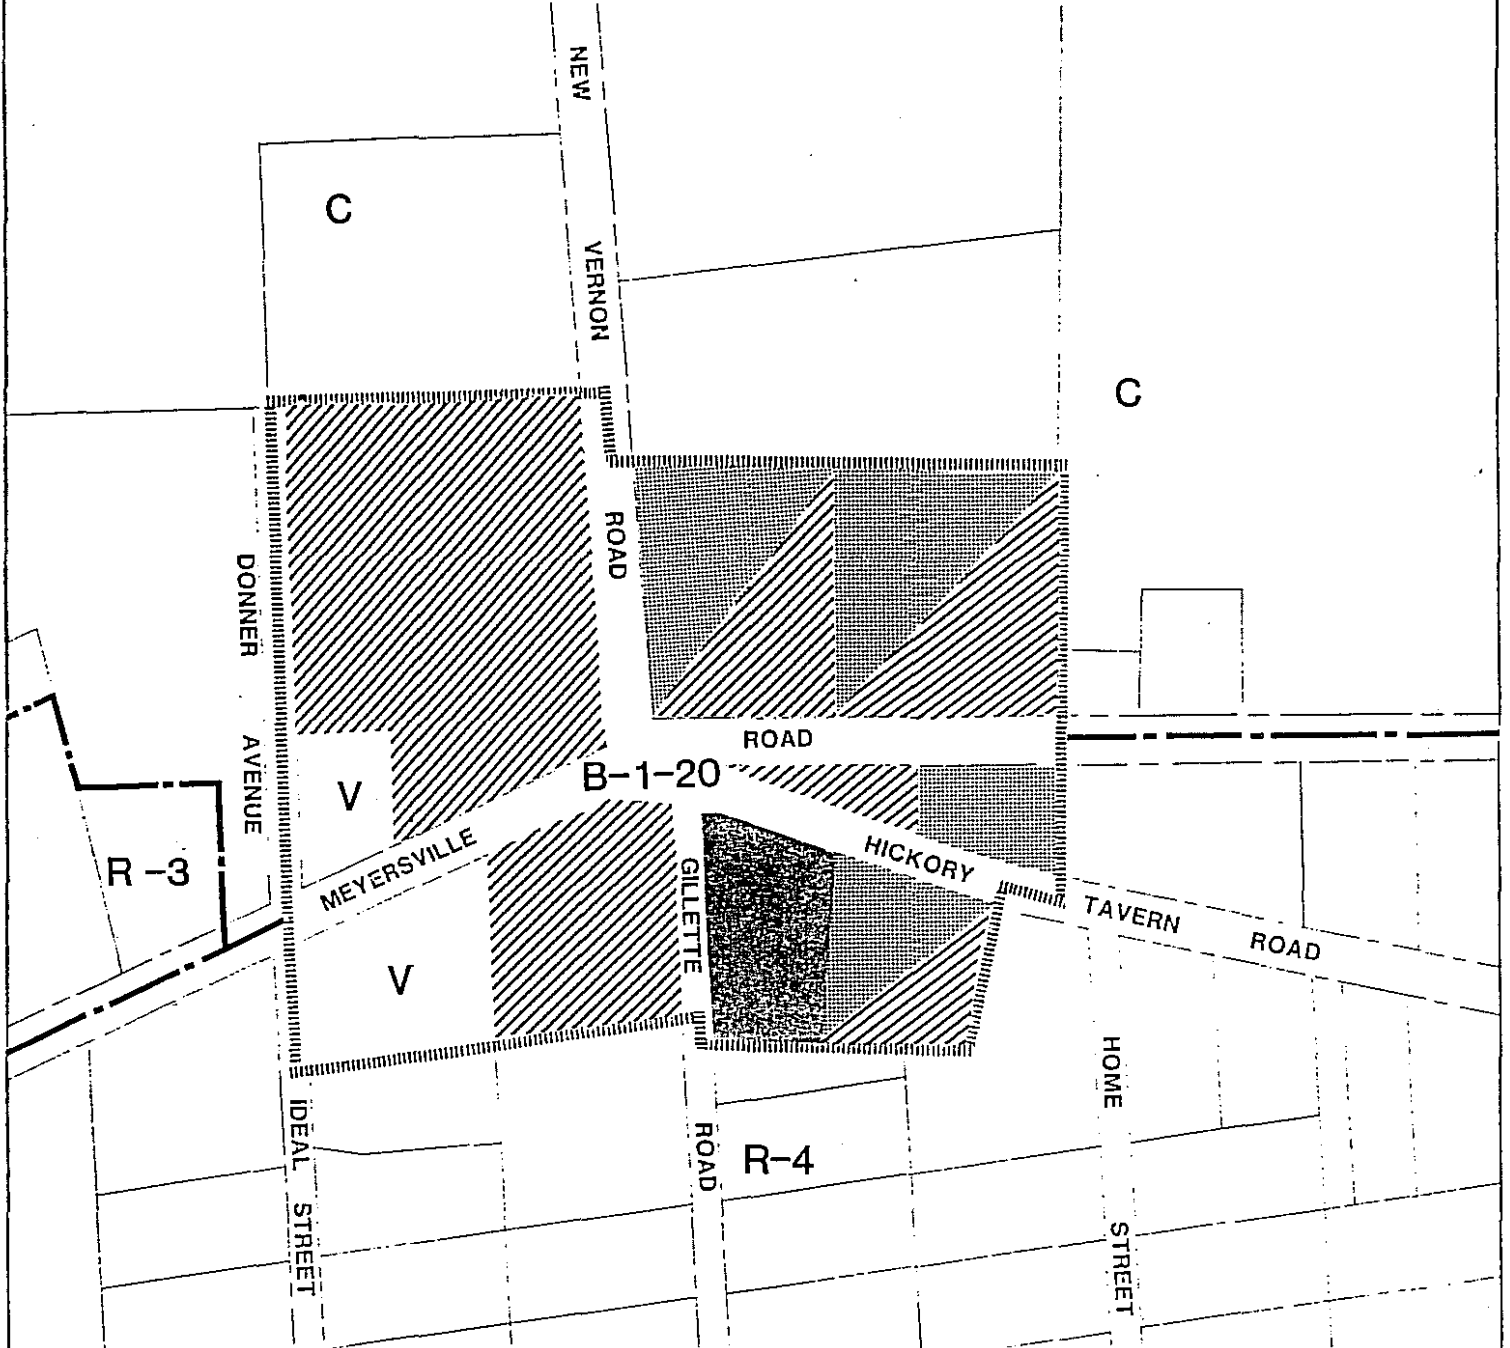 NEW
C
VERNON
C
ROAD
DONNER
ROAD
AVENUE
B-1-20
V
MEYERSVILLE
HICKORY
R-3
GILLETTE
TAVERN
ROAD
V
HOME
IDEAL
ROAD
R-4
STREET
STREET